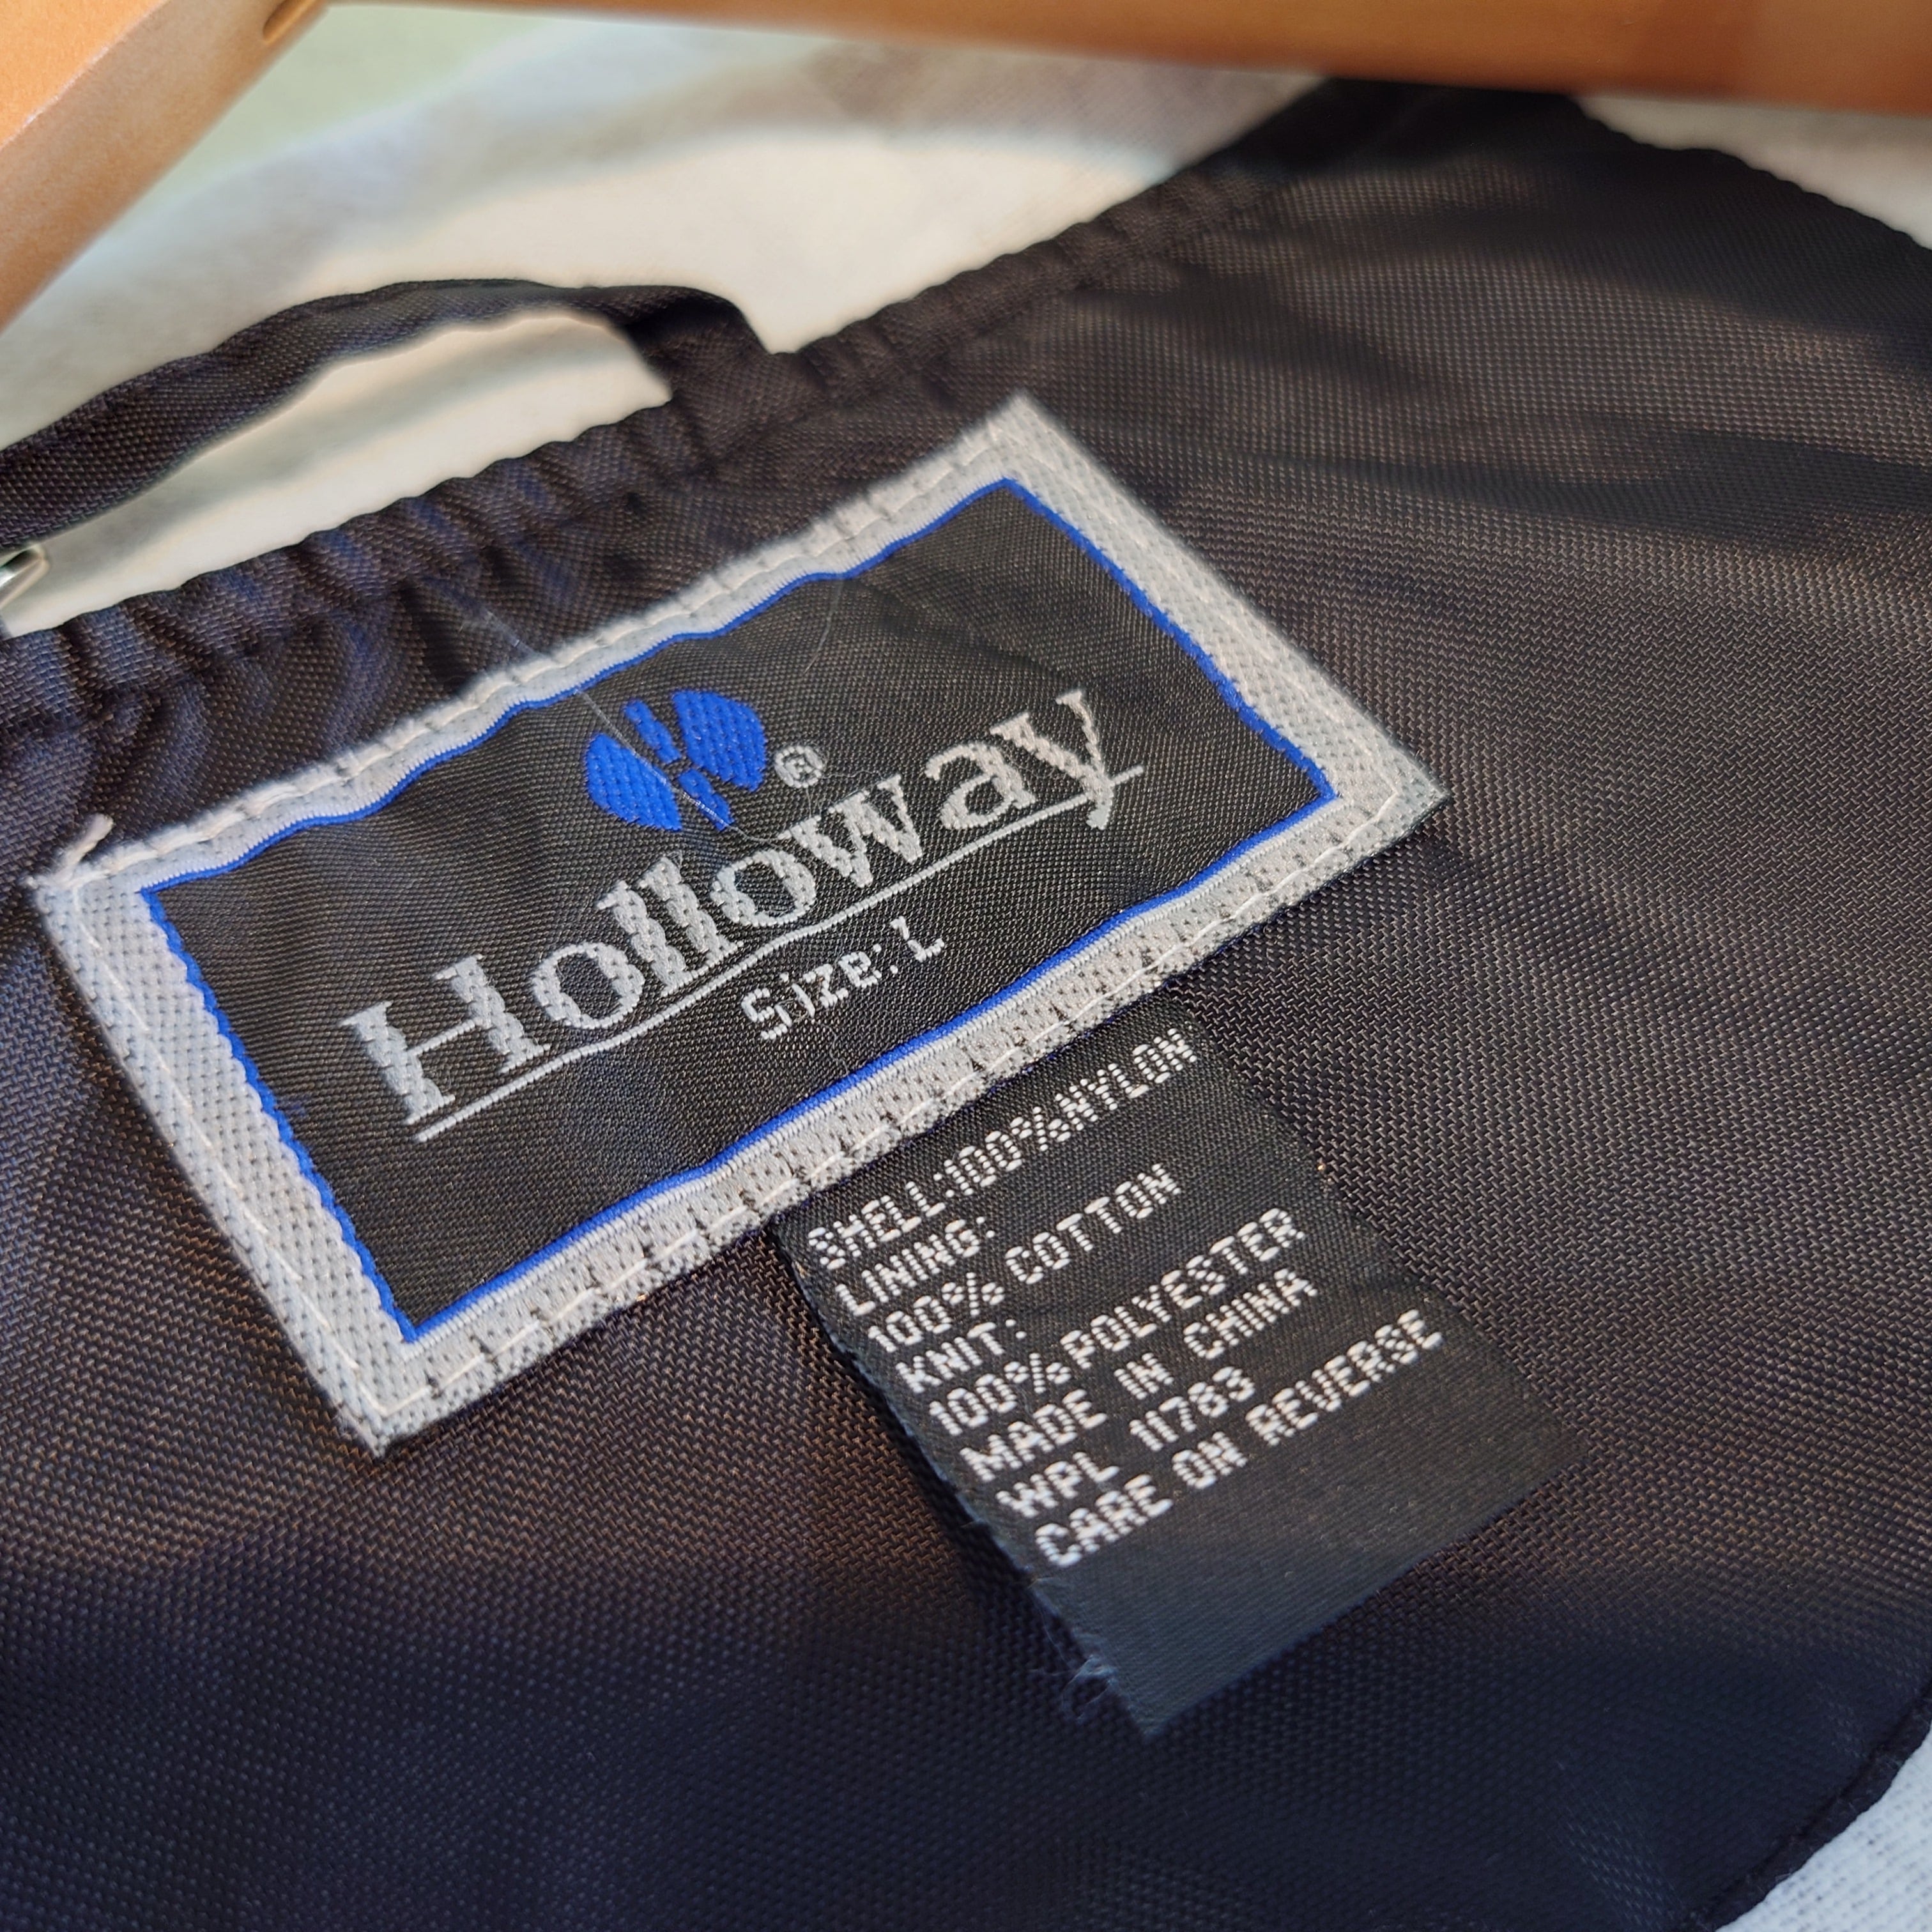 ®
Holloway
Size: L
SHELL:100%NYLON
LINING:
100% COTTON
KNIT:
100%POLYESTER
MADE IN CHINA
WPL 11783
CARE ON REVERSE